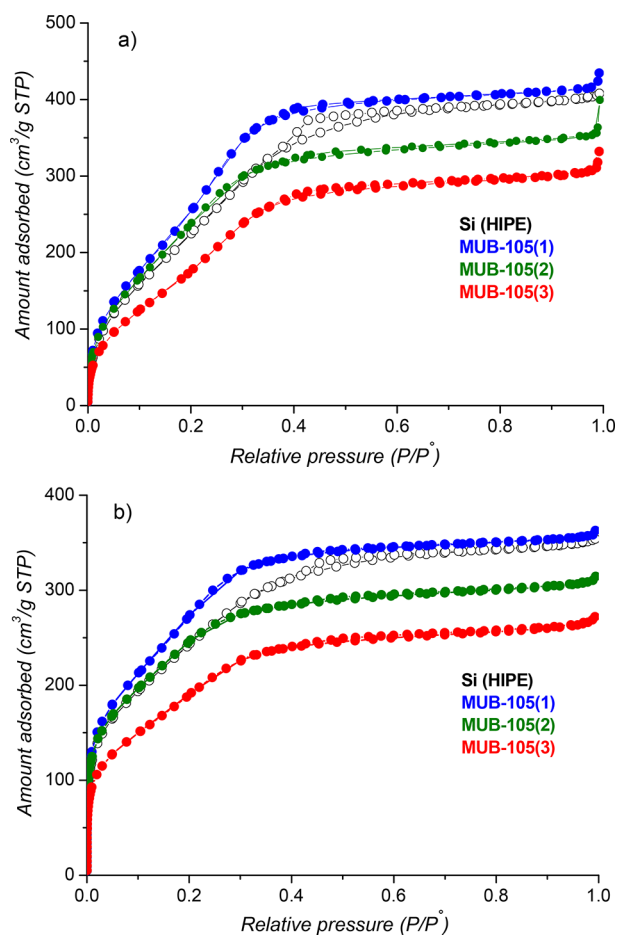 a)
Amount adsorbed (cm³/g STP)
500
400
300
200
100
0
Si (HIPE)
MUB-105(1)
MUB-105(2)
MUB-105(3)
0.0 0.2 0.4 0.6 0.8 1.0
Relative pressure (P/P°)
b)
Amount adsorbed (cm³/g STP)
400
300
200
100
0
Si (HIPE)
MUB-105(1)
MUB-105(2)
MUB-105(3)
0.0 0.2 0.4 0.6 0.8 1.0
Relative pressure (P/P°)